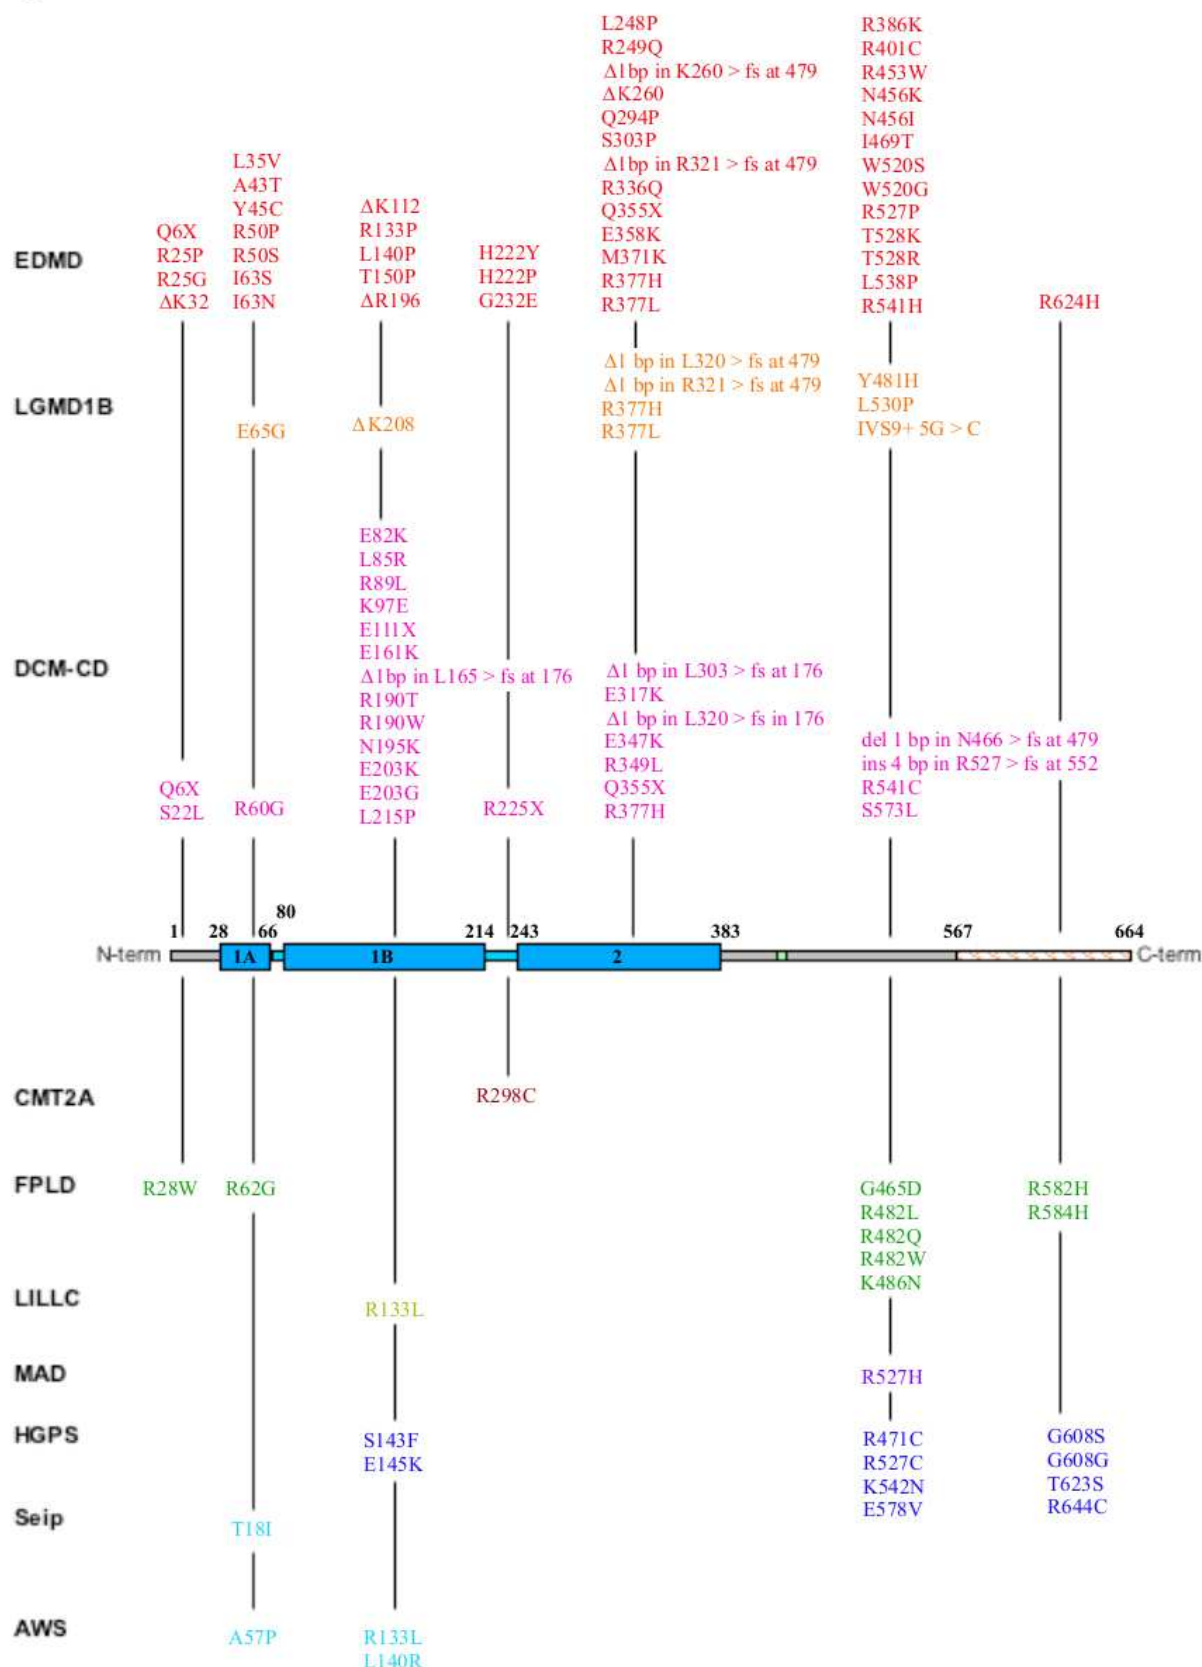 EDMD
Q6X
R25P
R25G
ΔK32
L35V
A43T
Y45C
R50P
R50S
I63S
I63N
ΔK112
R133P
L140P
T150P
ΔR196
H222Y
H222P
G232E
L248P
R249Q
Δ1bp in K260 > fs at 479
ΔK260
Q294P
S303P
Δ1bp in R321 > fs at 479
R336Q
Q355X
E358K
M371K
R377H
R377L
R386K
R401C
R453W
N456K
N456I
I469T
W520S
W520G
R527P
T528K
T528R
L538P
R541H
R624H
LGMD1B
E65G
ΔK208
Δ1 bp in L320 > fs at 479
Δ1 bp in R321 > fs at 479
R377H
R377L
Y481H
L530P
IVS9+ 5G > C
DCM-CD
Q6X
S22L
R60G
E82K
L85R
R89L
K97E
E111X
E161K
Δ1bp in L165 > fs at 176
R190T
R190W
N195K
E203K
E203G
L215P
R225X
Δ1 bp in L303 > fs at 176
E317K
Δ1 bp in L320 > fs in 176
E347K
R349L
Q355X
R377H
del 1 bp in N466 > fs at 479
ins 4 bp in R527 > fs at 552
R541C
S573L
1 28 66 80 214 243 383 567 664
N-term 1A 1B 2 C-term
CMT2A
R298C
FPLD
R28W
R62G
G465D
R482L
R482Q
R482W
K486N
R582H
R584H
LILLC
R133L
MAD
R527H
HGPS
S143F
E145K
R471C
R527C
K542N
E578V
G608S
G608G
T623S
R644C
Seip
T18I
AWS
A57P
R133L
L140R